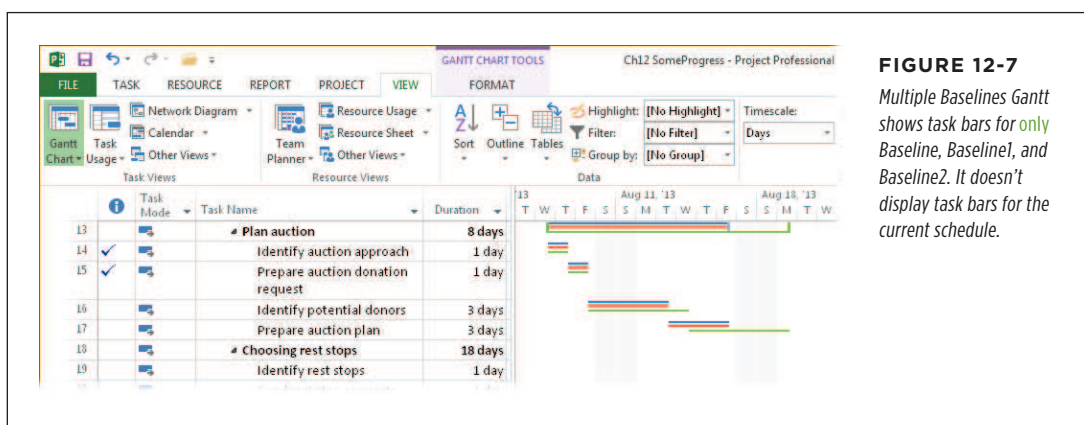 GANTT CHART TOOLS
Ch12 SomeProgress - Project Professional
FILE TASK RESOURCE REPORT PROJECT VIEW FORMAT
Gantt Chart
Task Usage
Network Diagram
Calendar
Other Views
Task Views
Team Planner
Resource Usage
Resource Sheet
Other Views
Resource Views
Sort
Outline
Tables
Highlight: [No Highlight]
Filter: [No Filter]
Group by: [No Group]
Data
Timescale:
Days
Task Mode
Task Name
Duration
'13 Aug 11, '13 Aug 18, '13
T W T F S S M T W T F S S M T W
13 Plan auction 8 days
14 Identify auction approach 1 day
15 Prepare auction donation request 1 day
16 Identify potential donors 3 days
17 Prepare auction plan 3 days
18 Choosing rest stops 18 days
19 Identify rest stops 1 day
FIGURE 12-7
Multiple Baselines Gantt
shows task bars for only
Baseline, Baseline1, and
Baseline2. It doesn't
display task bars for the
current schedule.